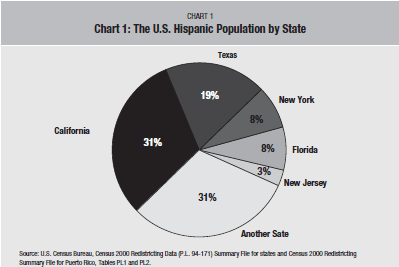 CHART 1
Chart 1: The U.S. Hispanic Population by State
Texas
19%
New York
8%
California
31%
Florida
8%
New Jersey
3%
31%
Another Sate
Source: U.S. Census Bureau, Census 2000 Redistricting Data (P.L. 94-171) Summary File for states and Census 2000 Redistricting
Summary File for Puerto Rico, Tables PL1 and PL2.